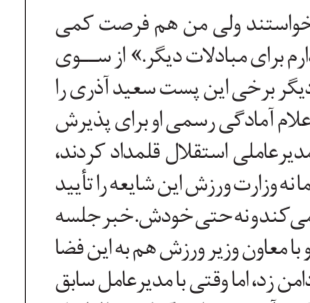 خواستند ولی من هم فرصت کمی
دارم برای مبادلات دیگر.» از ســوی
دیگر برخی این پست سعید آذری را
اعلام آمادگی رسمی او برای پذیرش
مدیرعاملی استقلال قلمداد کردند،
نه وزارت ورزش این شایعه را تأیید
می‌کند و نه حتی خودش. خبر جلسه
او با معاون وزیر ورزش هم به این فضا
دامن زد، اما وقتی با مدیرعامل سابق